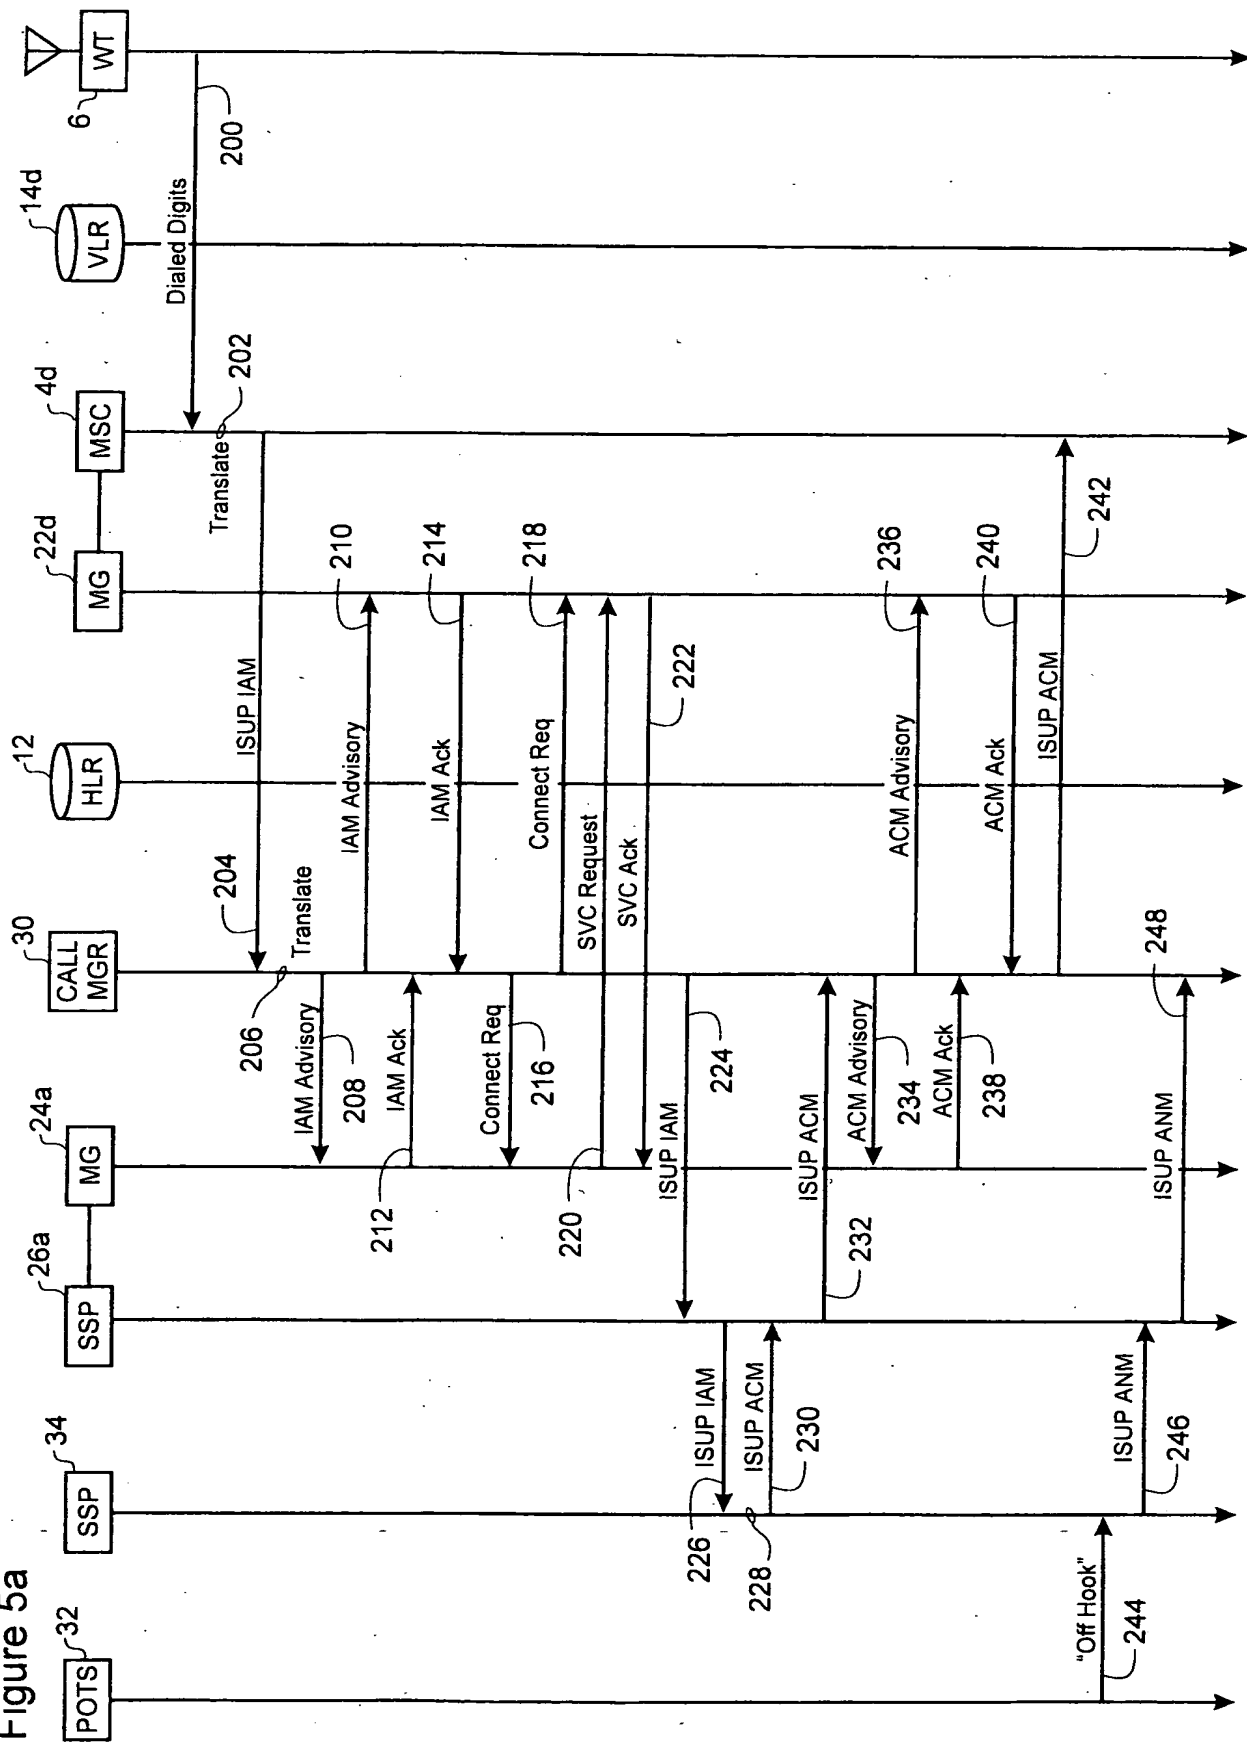 Figure 5a
32
POTS
34
SSP
26a
SSP
24a
MG
30
CALL
MGR
12
HLR
22d
MG
4d
MSC
14d
VLR
6
WT
Dialed Digits
200
Translate
202
ISUP IAM
204
206
Translate
IAM Advisory
208
IAM Advisory
210
IAM Ack
212
IAM Ack
214
Connect Req
216
Connect Req
218
SVC Request
220
SVC Ack
222
ISUP IAM
224
ISUP IAM
226
228
ISUP ACM
230
ISUP ACM
232
ACM Advisory
234
ACM Advisory
236
ACM Ack
238
ACM Ack
240
ISUP ACM
242
"Off Hook"
244
ISUP ANM
246
ISUP ANM
248